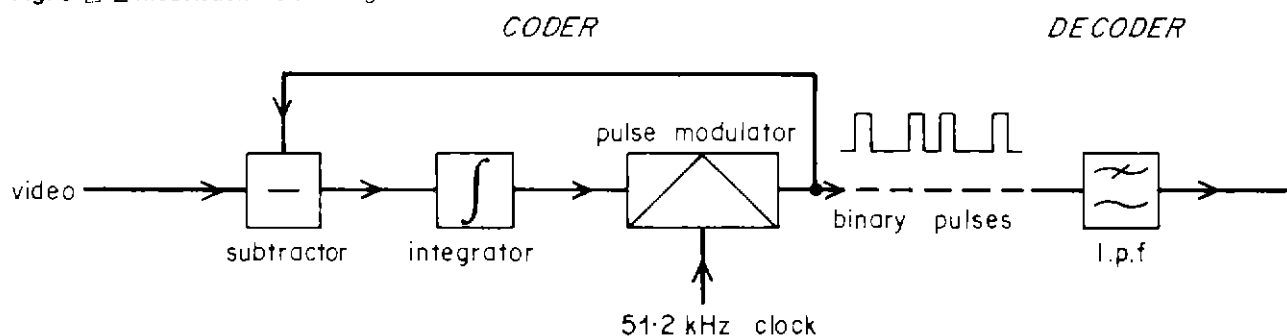 CODER
DECODER
pulse modulator
video
subtractor
integrator
binary pulses
l.p.f
51·2 kHz clock